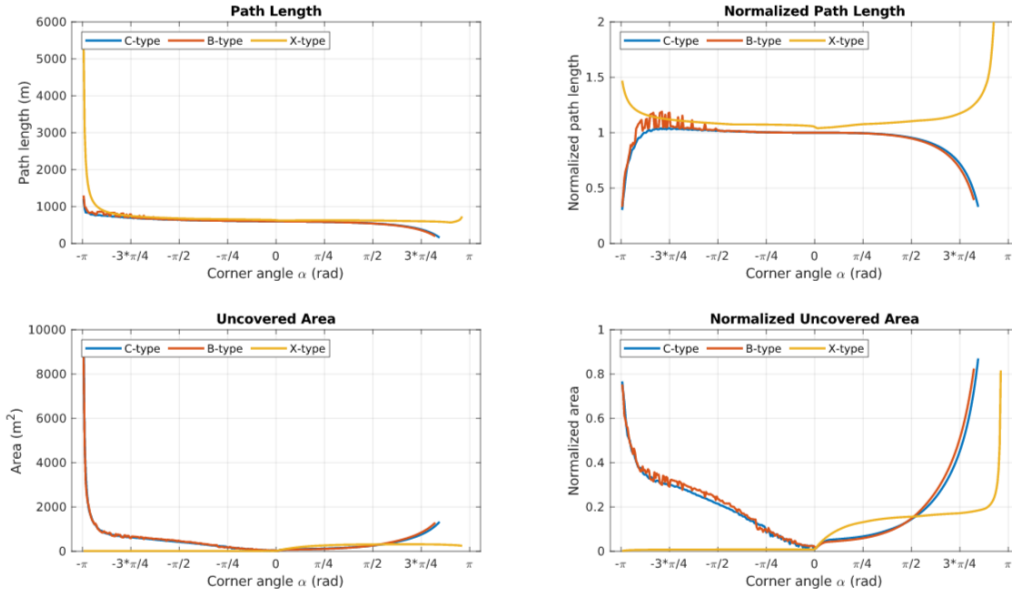 Path Length
C-type B-type X-type
Path length (m)
6000
5000
4000
3000
2000
1000
0
-π -3*π/4 -π/2 -π/4 0 π/4 π/2 3*π/4 π
Corner angle α (rad)
Normalized Path Length
C-type B-type X-type
Normalized path length
2
1.5
1
0.5
0
-π -3*π/4 -π/2 -π/4 0 π/4 π/2 3*π/4 π
Corner angle α (rad)
Uncovered Area
C-type B-type X-type
Area (m²)
10000
8000
6000
4000
2000
0
-π -3*π/4 -π/2 -π/4 0 π/4 π/2 3*π/4 π
Corner angle α (rad)
Normalized Uncovered Area
C-type B-type X-type
Normalized area
1
0.8
0.6
0.4
0.2
0
-π -3*π/4 -π/2 -π/4 0 π/4 π/2 3*π/4 π
Corner angle α (rad)